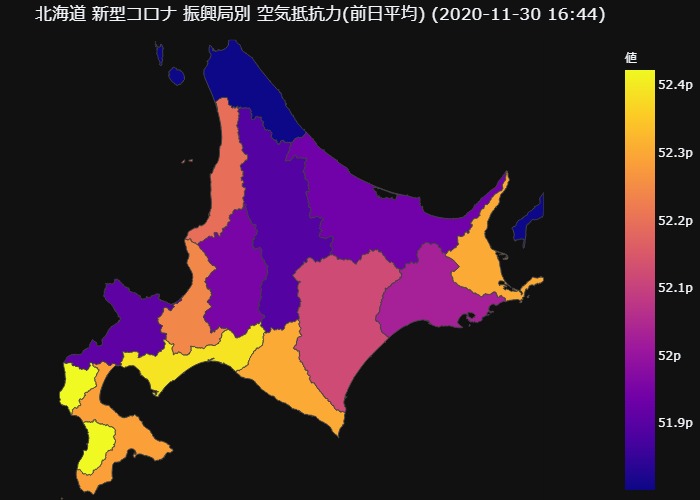 北海道 新型コロナ 振興局別 空気抵抗力(前日平均) (2020-11-30 16:44)
値
52.4p
52.3p
52.2p
52.1p
52p
51.9p